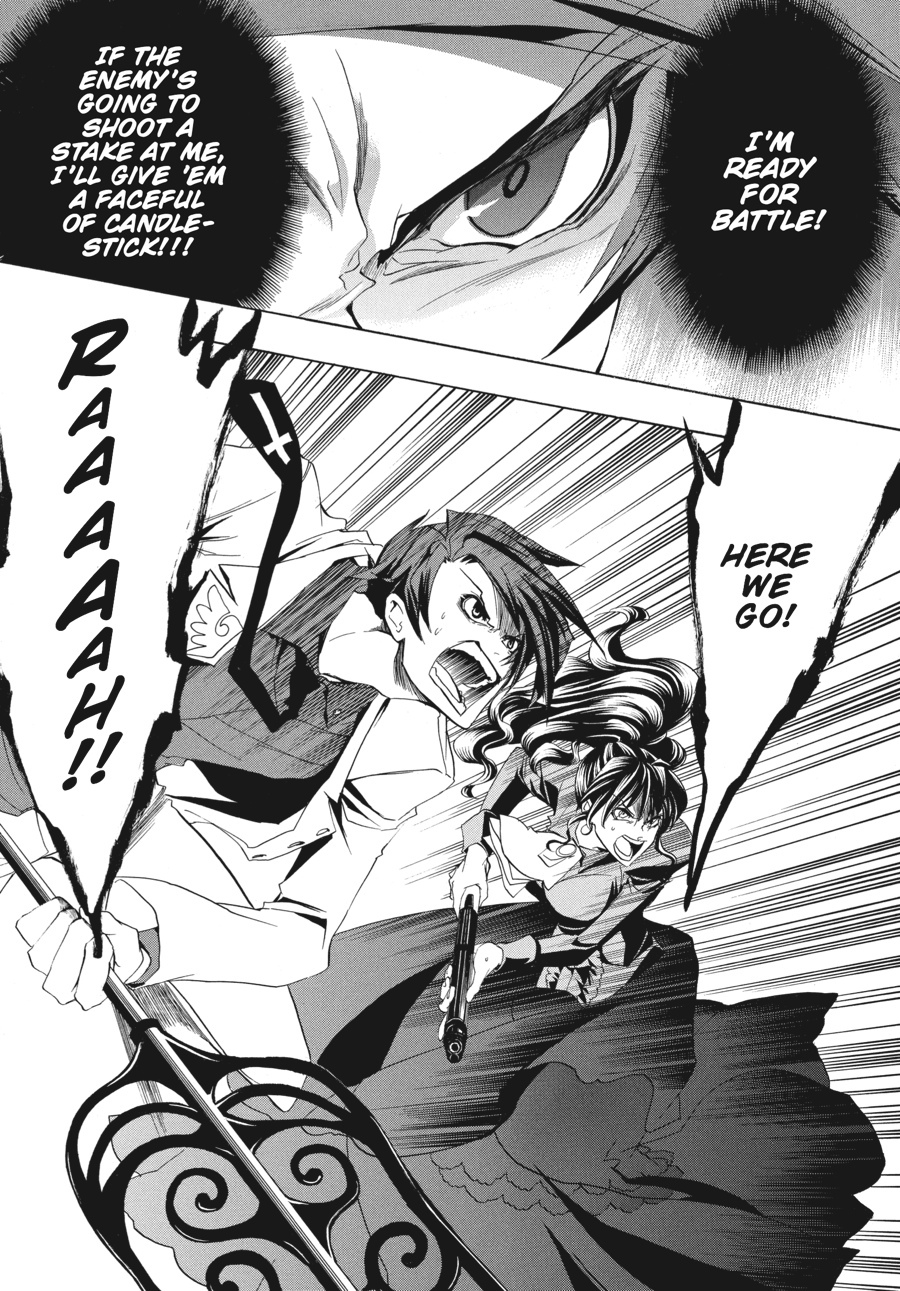 I'M
READY
FOR
BATTLE!
IF THE
ENEMY'S
GOING TO
SHOOT A
STAKE AT ME,
I'LL GIVE 'EM
A FACEFUL
OF CANDLE-
STICK!!!
HERE
WE
GO!
RAAAAAH!!